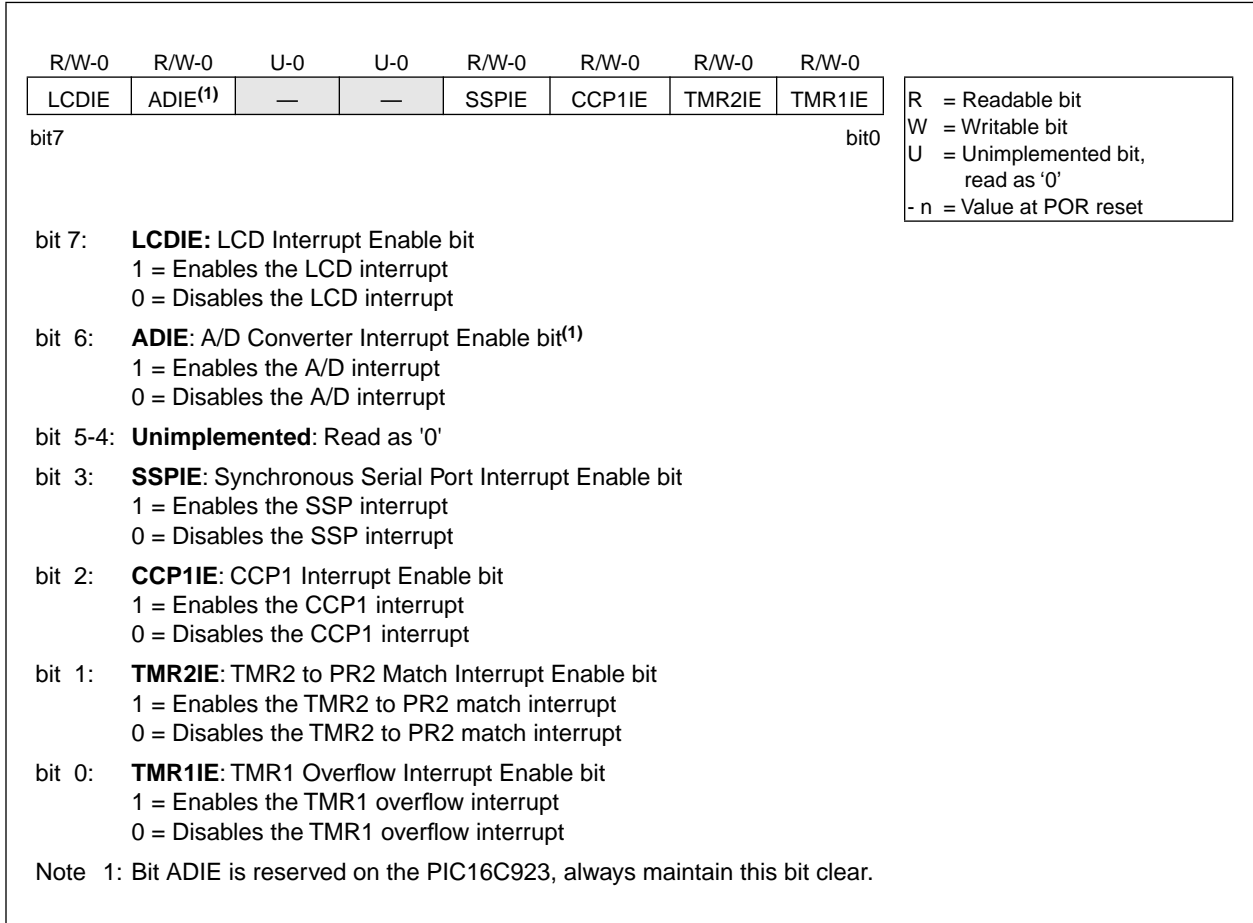 R/W-0 R/W-0 U-0 U-0 R/W-0 R/W-0 R/W-0 R/W-0
LCDIE ADIE(1) — — SSPIE CCP1IE TMR2IE TMR1IE
bit7 bit0
R = Readable bit
W = Writable bit
U = Unimplemented bit,
read as ‘0’
- n = Value at POR reset
bit 7: LCDIE: LCD Interrupt Enable bit
1 = Enables the LCD interrupt
0 = Disables the LCD interrupt
bit 6: ADIE: A/D Converter Interrupt Enable bit(1)
1 = Enables the A/D interrupt
0 = Disables the A/D interrupt
bit 5-4: Unimplemented: Read as '0'
bit 3: SSPIE: Synchronous Serial Port Interrupt Enable bit
1 = Enables the SSP interrupt
0 = Disables the SSP interrupt
bit 2: CCP1IE: CCP1 Interrupt Enable bit
1 = Enables the CCP1 interrupt
0 = Disables the CCP1 interrupt
bit 1: TMR2IE: TMR2 to PR2 Match Interrupt Enable bit
1 = Enables the TMR2 to PR2 match interrupt
0 = Disables the TMR2 to PR2 match interrupt
bit 0: TMR1IE: TMR1 Overflow Interrupt Enable bit
1 = Enables the TMR1 overflow interrupt
0 = Disables the TMR1 overflow interrupt
Note 1: Bit ADIE is reserved on the PIC16C923, always maintain this bit clear.